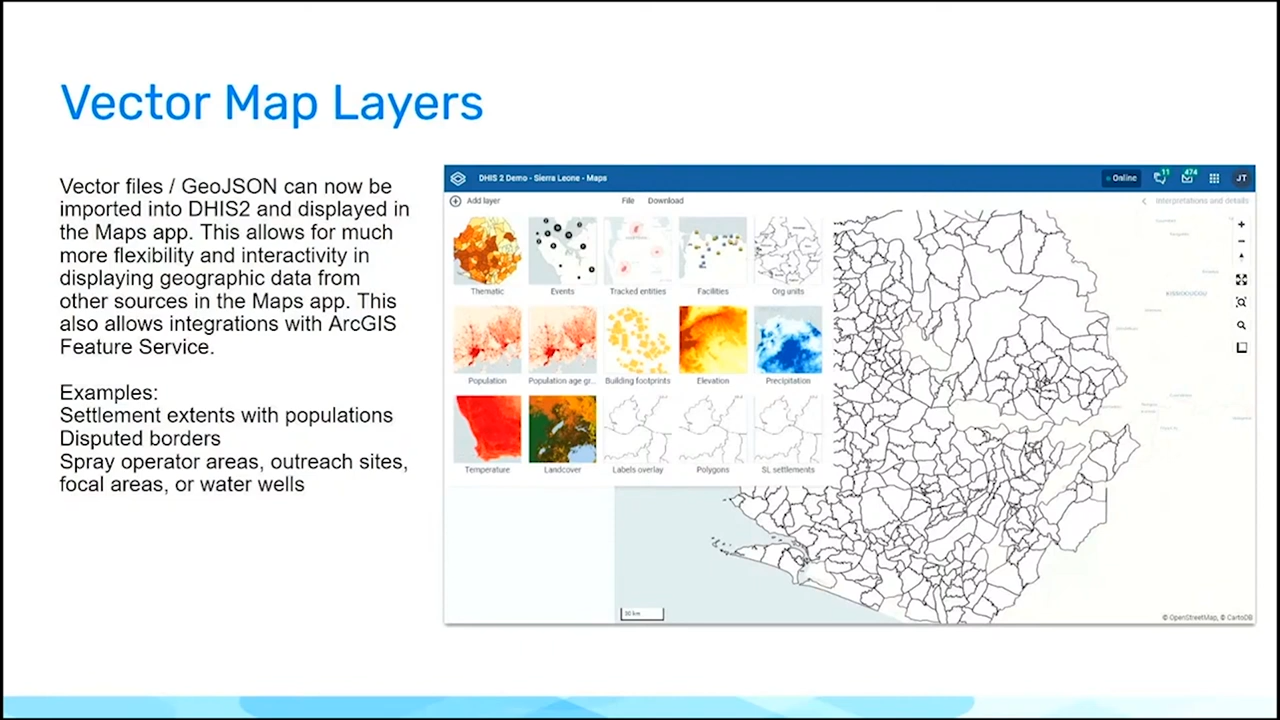 Vector Map Layers
Vector files / GeoJSON can now be
imported into DHIS2 and displayed in
the Maps app. This allows for much
more flexibility and interactivity in
displaying geographic data from
other sources in the Maps app. This
also allows integrations with ArcGIS
Feature Service.
Examples:
Settlement extents with populations
Disputed borders
Spray operator areas, outreach sites,
focal areas, or water wells
DHIS 2 Demo - Sierra Leone - Maps
Online
11
474
JT
Add layer
File
Download
Interpretations and details
Thematic
Events
Tracked entities
Facilities
Org units
Population
Population age gr...
Building footprints
Elevation
Precipitation
Temperature
Landcover
Labels overlay
Polygons
SL settlements
© OpenStreetMap, © CartoDB